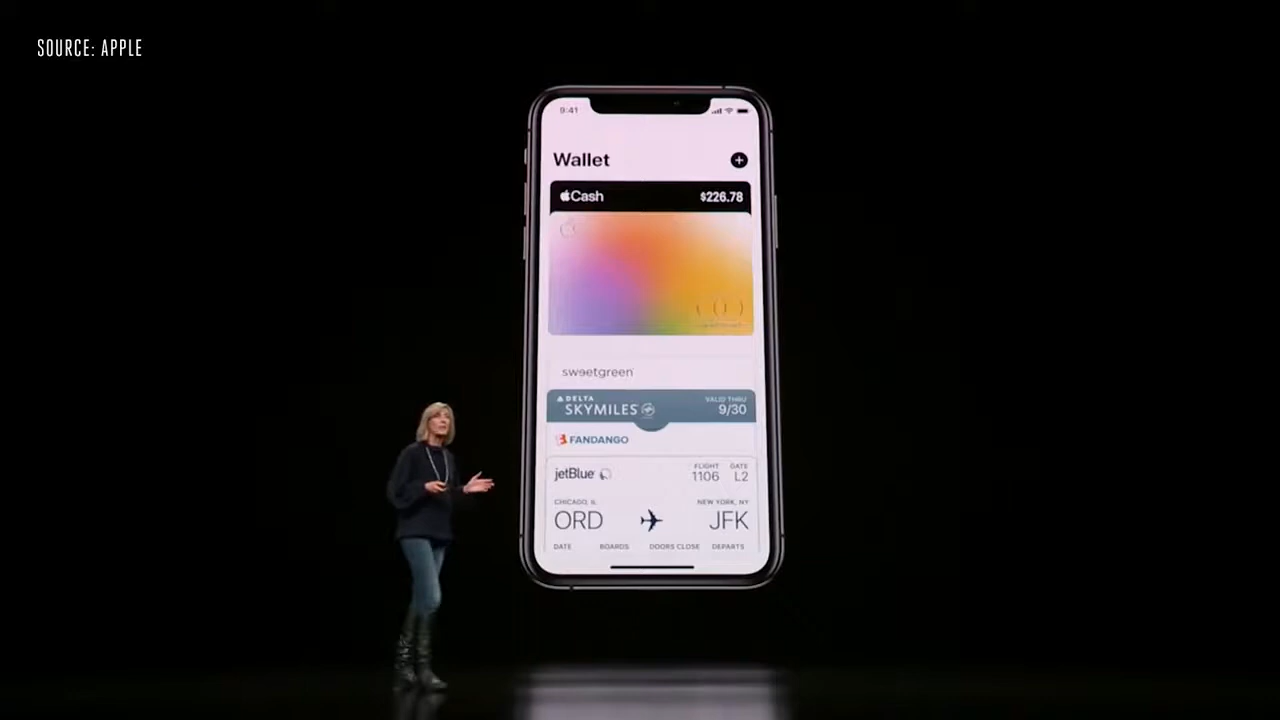 SOURCE: APPLE
9:41
Wallet
Cash $226.78
sweetgreen
DELTA VALID THRU
SKYMILES 9/30
FANDANGO
FLIGHT GATE
jetBlue 1106 L2
CHICAGO, IL NEW YORK, NY
ORD JFK
DATE BOARDS DOORS CLOSE DEPARTS